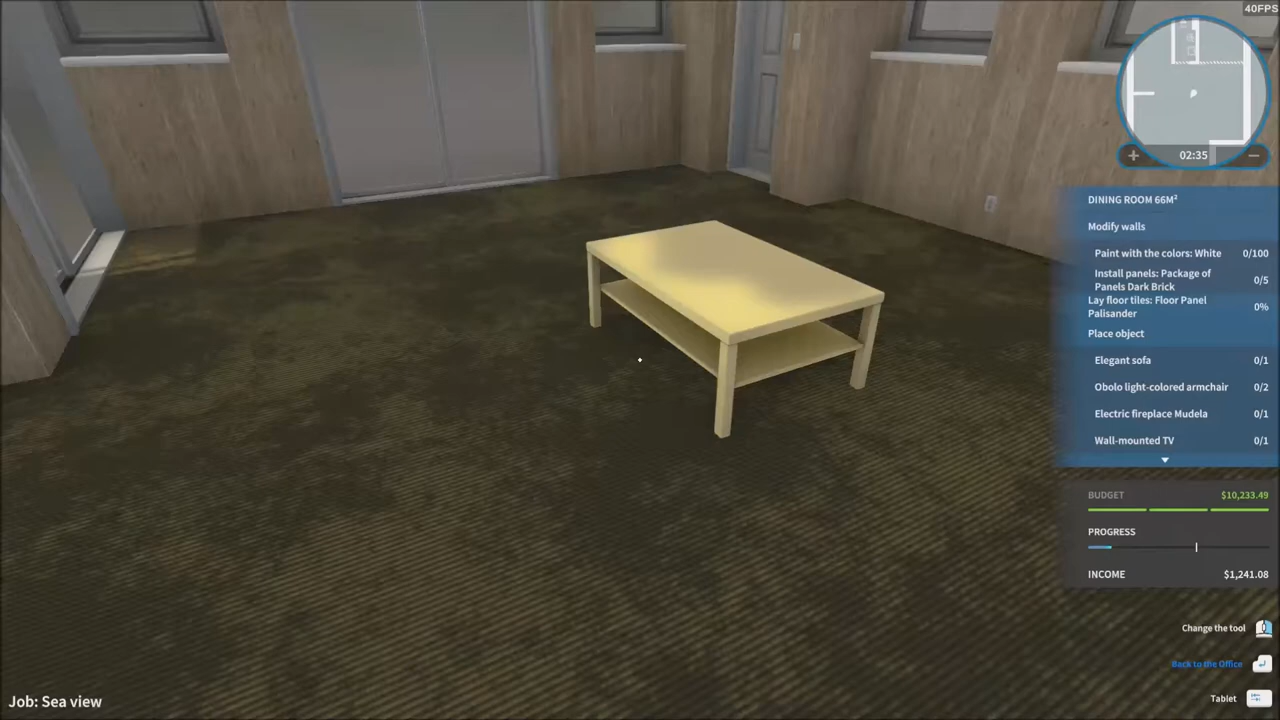 40FPS
02:35
DINING ROOM 66M²
Modify walls
Paint with the colors: White 0/100
Install panels: Package of
Panels Dark Brick 0/5
Lay floor tiles: Floor Panel
Palisander 0%
Place object
Elegant sofa 0/1
Obolo light-colored armchair 0/2
Electric fireplace Mudela 0/1
Wall-mounted TV 0/1
BUDGET $10,233.49
PROGRESS
INCOME $1,241.08
Change the tool
Back to the Office
Tablet
Job: Sea view